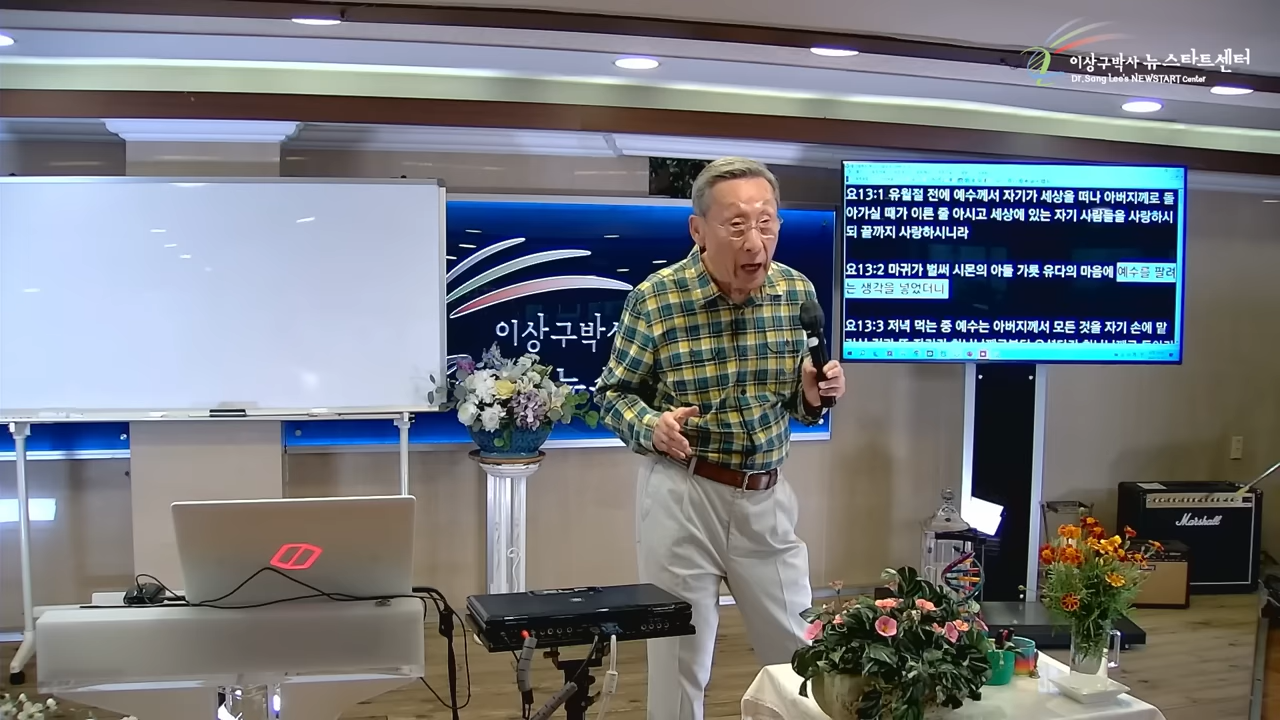 이상구박사 뉴스타트센터
Dr.Sang Lee's NEWSTART Center
요13:1 유월절 전에 예수께서 자기가 세상을 떠나 아버지께로 돌
아가실 때가 이른 줄 아시고 세상에 있는 자기 사람들을 사랑하시
되 끝까지 사랑하시니라
요13:2 마귀가 벌써 시몬의 아들 가룟 유다의 마음에 예수를 팔려
는 생각을 넣었더니
요13:3 저녁 먹는 중 예수는 아버지께서 모든 것을 자기 손에 맡
이상구박사
Marshall